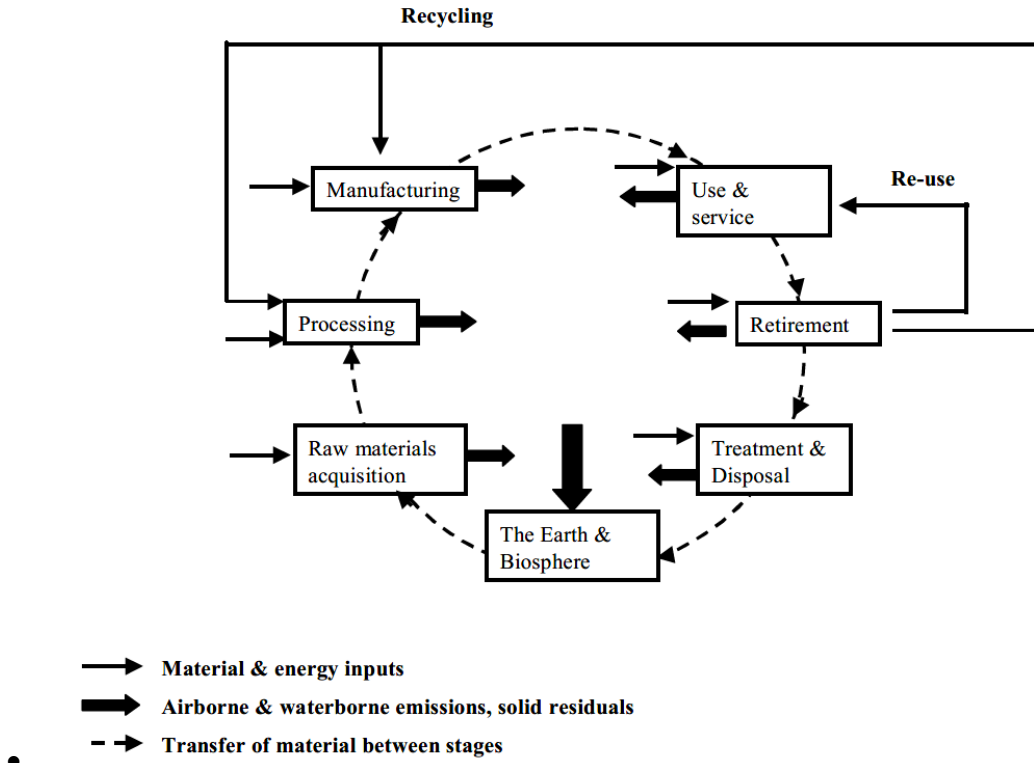 Recycling
Manufacturing
Use &
service
Re-use
Processing
Retirement
Raw materials
acquisition
Treatment &
Disposal
The Earth &
Biosphere
Material & energy inputs
Airborne & waterborne emissions, solid residuals
Transfer of material between stages